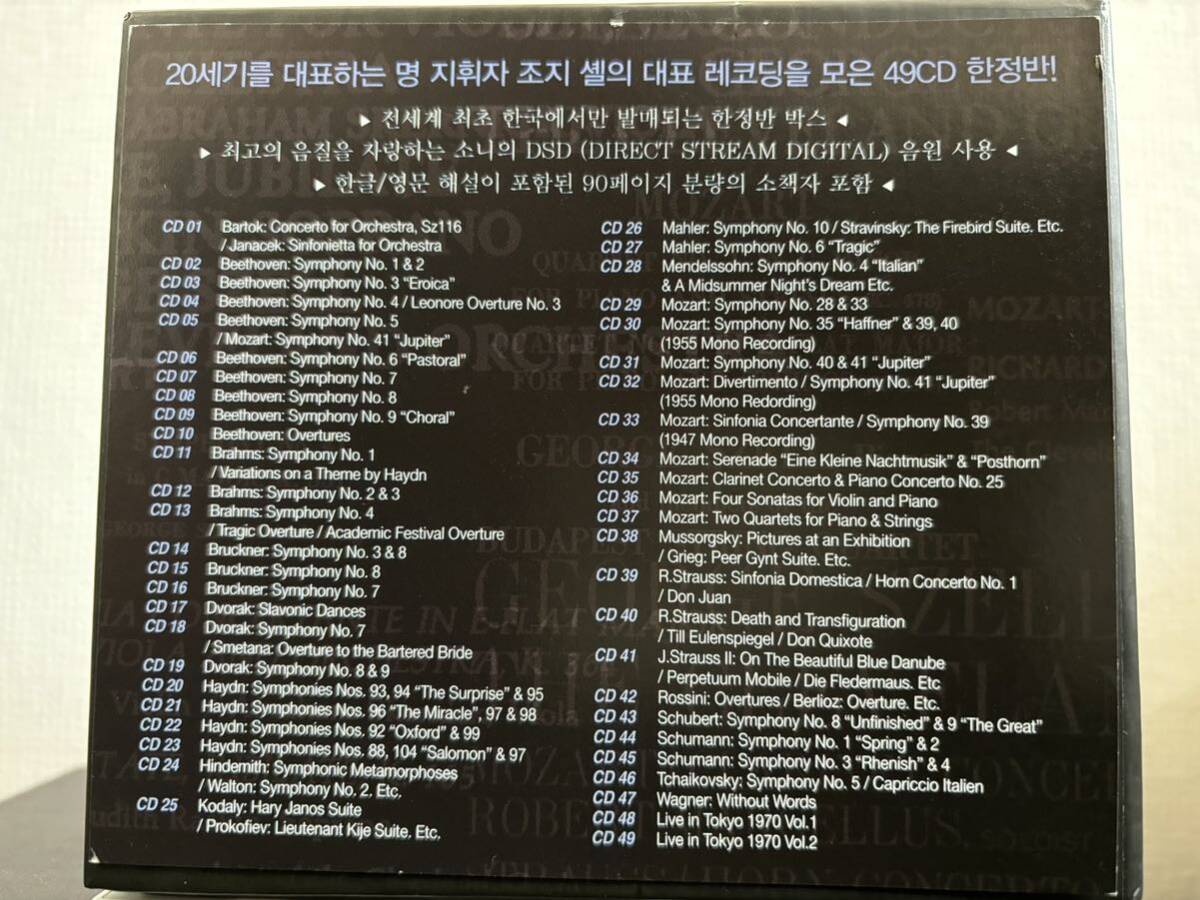 20세기를 대표하는 명 지휘자 조지 셸의 대표 레코딩을 모은 49CD 한정반!
▶ 전세계 최초 한국에서만 발매되는 한정반 박스 ◀
▶ 최고의 음질을 자랑하는 소니의 DSD (DIRECT STREAM DIGITAL) 음원 사용 ◀
▶ 한글/영문 해설이 포함된 90페이지 분량의 소책자 포함 ◀
CD 01 Bartok: Concerto for Orchestra, Sz116
/ Janacek: Sinfonietta for Orchestra
CD 02 Beethoven: Symphony No. 1 & 2
CD 03 Beethoven: Symphony No. 3 “Eroica”
CD 04 Beethoven: Symphony No. 4 / Leonore Overture No. 3
CD 05 Beethoven: Symphony No. 5
/ Mozart: Symphony No. 41 “Jupiter”
CD 06 Beethoven: Symphony No. 6 “Pastoral”
CD 07 Beethoven: Symphony No. 7
CD 08 Beethoven: Symphony No. 8
CD 09 Beethoven: Symphony No. 9 “Choral”
CD 10 Beethoven: Overtures
CD 11 Brahms: Symphony No. 1
/ Variations on a Theme by Haydn
CD 12 Brahms: Symphony No. 2 & 3
CD 13 Brahms: Symphony No. 4
/ Tragic Overture / Academic Festival Overture
CD 14 Bruckner: Symphony No. 3 & 8
CD 15 Bruckner: Symphony No. 8
CD 16 Bruckner: Symphony No. 7
CD 17 Dvorak: Slavonic Dances
CD 18 Dvorak: Symphony No. 7
/ Smetana: Overture to the Bartered Bride
CD 19 Dvorak: Symphony No. 8 & 9
CD 20 Haydn: Symphonies Nos. 93, 94 “The Surprise” & 95
CD 21 Haydn: Symphonies Nos. 96 “The Miracle”, 97 & 98
CD 22 Haydn: Symphonies Nos. 92 “Oxford” & 99
CD 23 Haydn: Symphonies Nos. 88, 104 “Salomon” & 97
CD 24 Hindemith: Symphonic Metamorphoses
/ Walton: Symphony No. 2. Etc.
CD 25 Kodaly: Hary Janos Suite
/ Prokofiev: Lieutenant Kije Suite. Etc.
CD 26 Mahler: Symphony No. 10 / Stravinsky: The Firebird Suite. Etc.
CD 27 Mahler: Symphony No. 6 “Tragic”
CD 28 Mendelssohn: Symphony No. 4 “Italian”
& A Midsummer Night's Dream Etc.
CD 29 Mozart: Symphony No. 28 & 33
CD 30 Mozart: Symphony No. 35 “Haffner” & 39, 40
(1955 Mono Recording)
CD 31 Mozart: Symphony No. 40 & 41 “Jupiter”
CD 32 Mozart: Divertimento / Symphony No. 41 “Jupiter”
(1955 Mono Redording)
CD 33 Mozart: Sinfonia Concertante / Symphony No. 39
(1947 Mono Recording)
CD 34 Mozart: Serenade “Eine Kleine Nachtmusik” & “Posthorn”
CD 35 Mozart: Clarinet Concerto & Piano Concerto No. 25
CD 36 Mozart: Four Sonatas for Violin and Piano
CD 37 Mozart: Two Quartets for Piano & Strings
CD 38 Mussorgsky: Pictures at an Exhibition
/ Grieg: Peer Gynt Suite. Etc.
CD 39 R.Strauss: Sinfonia Domestica / Horn Concerto No. 1
/ Don Juan
CD 40 R.Strauss: Death and Transfiguration
/ Till Eulenspiegel / Don Quixote
CD 41 J.Strauss II: On The Beautiful Blue Danube
/ Perpetuum Mobile / Die Fledermaus. Etc
CD 42 Rossini: Overtures / Berlioz: Overture. Etc.
CD 43 Schubert: Symphony No. 8 “Unfinished” & 9 “The Great”
CD 44 Schumann: Symphony No. 1 “Spring” & 2
CD 45 Schumann: Symphony No. 3 “Rhenish” & 4
CD 46 Tchaikovsky: Symphony No. 5 / Capriccio Italien
CD 47 Wagner: Without Words
CD 48 Live in Tokyo 1970 Vol.1
CD 49 Live in Tokyo 1970 Vol.2